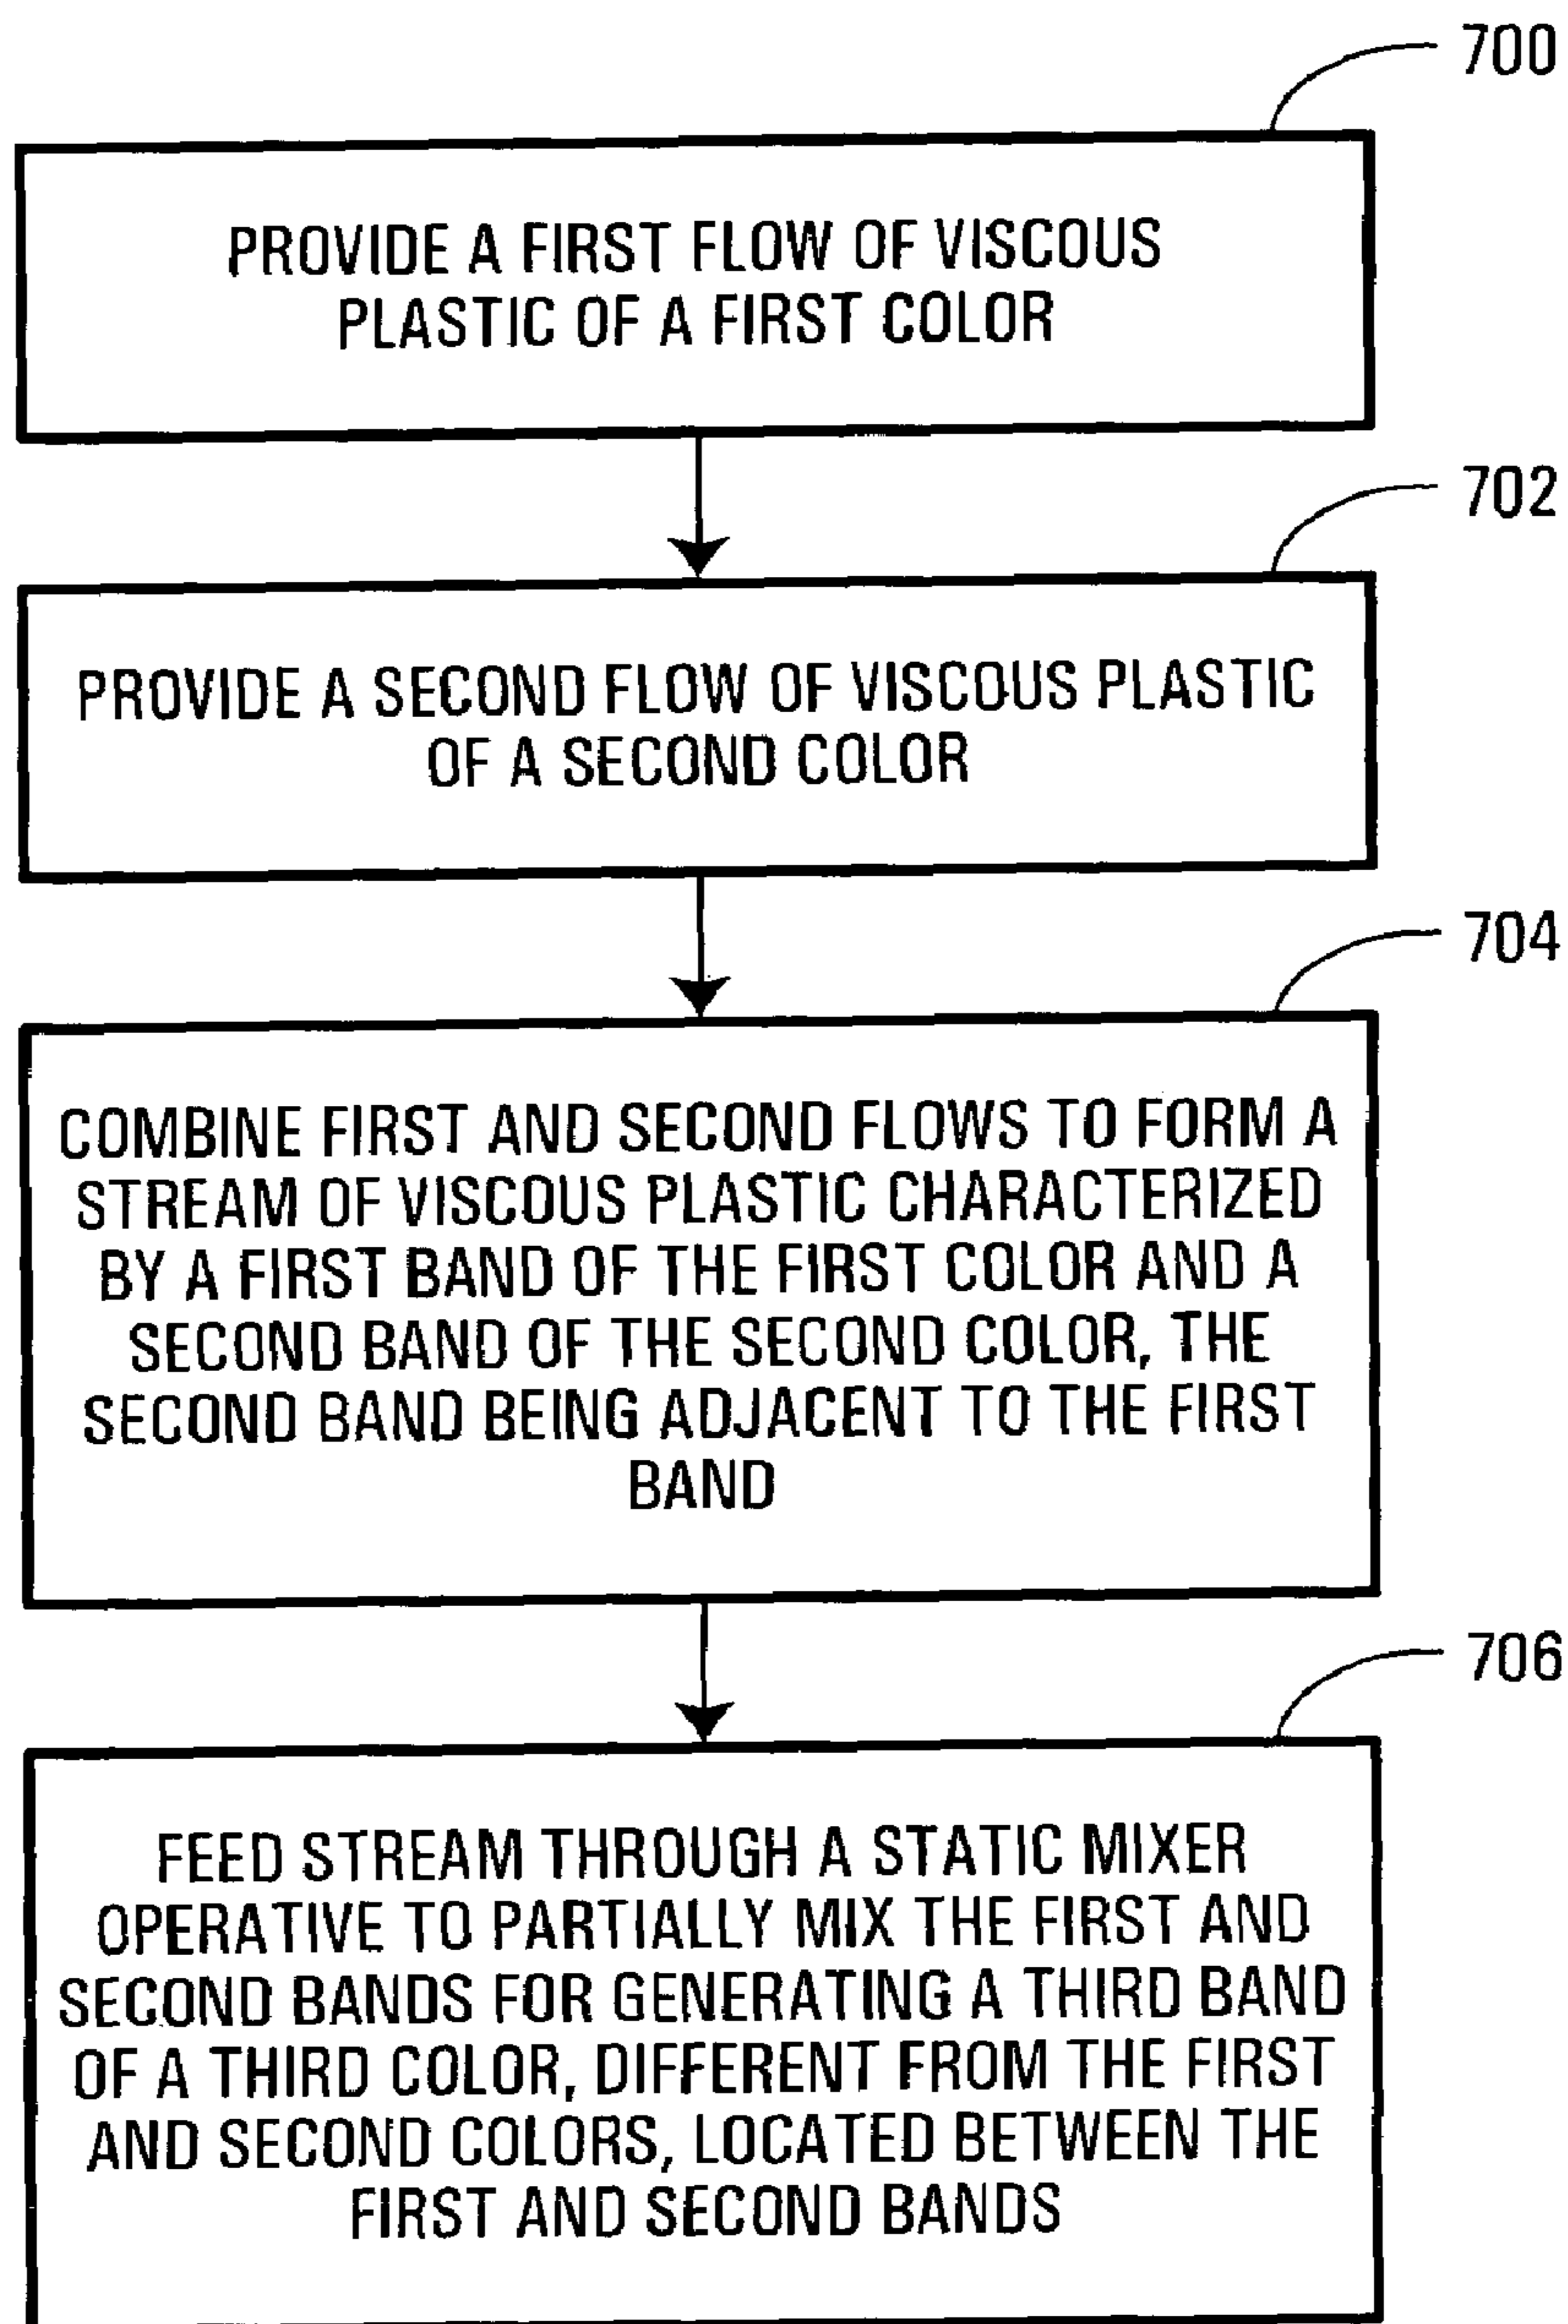 700
PROVIDE A FIRST FLOW OF VISCOUS
PLASTIC OF A FIRST COLOR
702
PROVIDE A SECOND FLOW OF VISCOUS PLASTIC
OF A SECOND COLOR
704
COMBINE FIRST AND SECOND FLOWS TO FORM A
STREAM OF VISCOUS PLASTIC CHARACTERIZED
BY A FIRST BAND OF THE FIRST COLOR AND A
SECOND BAND OF THE SECOND COLOR, THE
SECOND BAND BEING ADJACENT TO THE FIRST
BAND
706
FEED STREAM THROUGH A STATIC MIXER
OPERATIVE TO PARTIALLY MIX THE FIRST AND
SECOND BANDS FOR GENERATING A THIRD BAND
OF A THIRD COLOR, DIFFERENT FROM THE FIRST
AND SECOND COLORS, LOCATED BETWEEN THE
FIRST AND SECOND BANDS